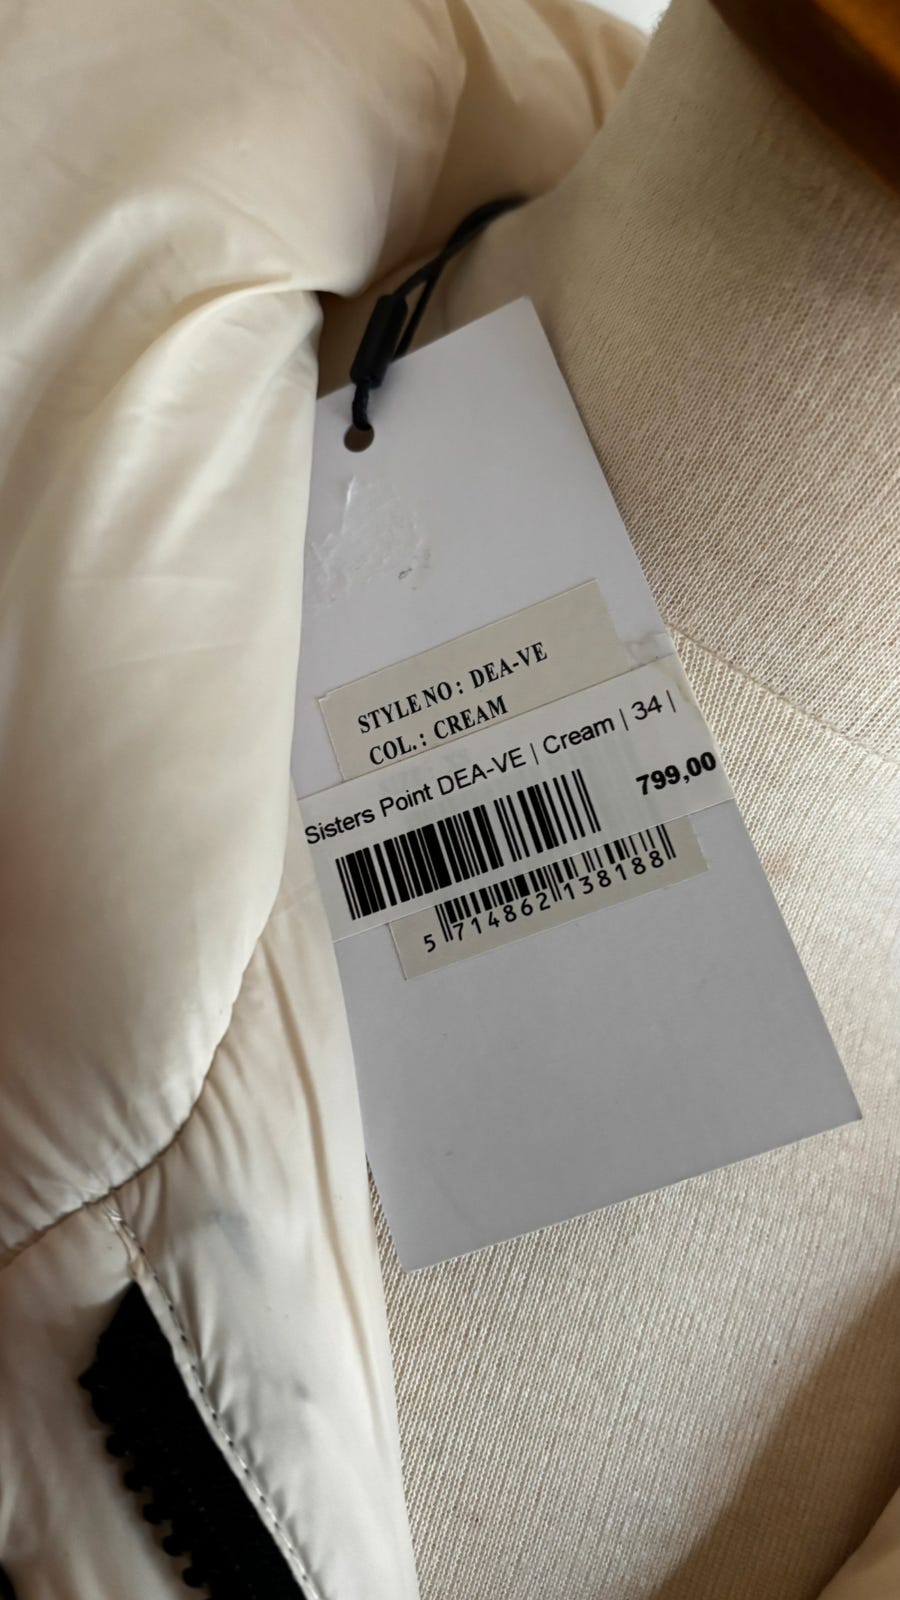 STYLE NO : DEA-VE
COL. : CREAM
Sisters Point DEA-VE | Cream | 34 |
799,00
5 714862 138188